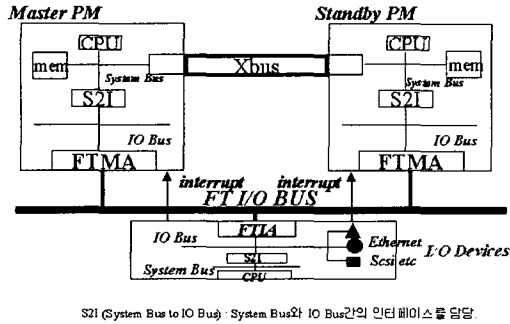 Master PM
Standby PM
CPU
CPU
mem
System Bus
Xbus
System Bus
mem
S2I
S2I
IO Bus
IO Bus
FTMA
FTMA
interrupt
interrupt
FT I/O BUS
FTIA
IO Bus
Ethernet
I/O Devices
S2I
Scsi etc
System Bus
CPU
S2I (System Bus to IO Bus) : System Bus와 IO Bus간의 인터페이스를 담당.